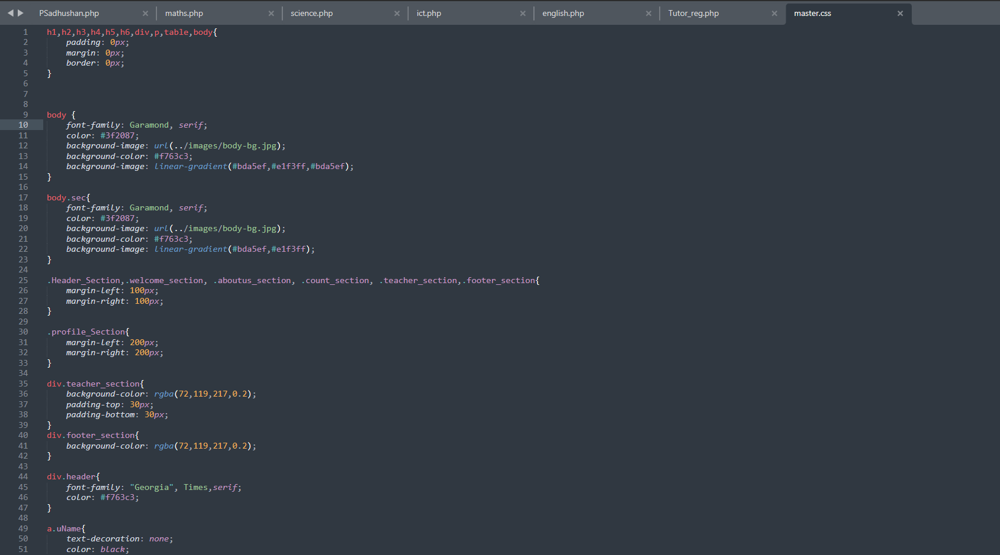 PSadhushan.php × maths.php × science.php × ict.php × english.php × Tutor_reg.php × master.css ×
1 h1,h2,h3,h4,h5,h6,div,p,table,body{
2 padding: 0px;
3 margin: 0px;
4 border: 0px;
5 }
6
7
8
9 body {
10 font-family: Garamond, serif;
11 color: #3f2087;
12 background-image: url(../images/body-bg.jpg);
13 background-color: #f763c3;
14 background-image: linear-gradient(#bda5ef,#e1f3ff,#bda5ef);
15 }
16
17 body.sec{
18 font-family: Garamond, serif;
19 color: #3f2087;
20 background-image: url(../images/body-bg.jpg);
21 background-color: #f763c3;
22 background-image: linear-gradient(#bda5ef,#e1f3ff);
23 }
24
25 .Header_Section,.welcome_section, .aboutus_section, .count_section, .teacher_section,.footer_section{
26 margin-left: 100px;
27 margin-right: 100px;
28 }
29
30 .profile_Section{
31 margin-left: 200px;
32 margin-right: 200px;
33 }
34
35 div.teacher_section{
36 background-color: rgba(72,119,217,0.2);
37 padding-top: 30px;
38 padding-bottom: 30px;
39 }
40 div.footer_section{
41 background-color: rgba(72,119,217,0.2);
42 }
43
44 div.header{
45 font-family: "Georgia", Times,serif;
46 color: #f763c3;
47 }
48
49 a.uName{
50 text-decoration: none;
51 color: black;